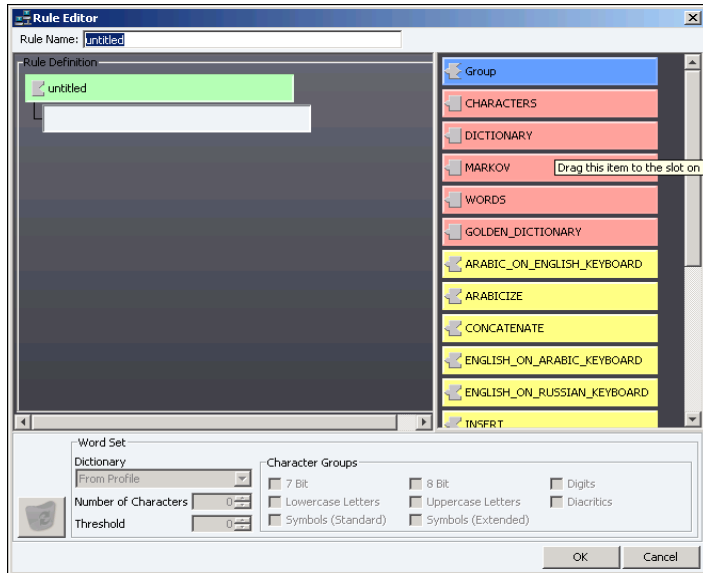 Rule Editor
Rule Name: untitled
Rule Definition
untitled
Group
CHARACTERS
DICTIONARY
MARKOV
Drag this item to the slot on
WORDS
GOLDEN_DICTIONARY
ARABIC_ON_ENGLISH_KEYBOARD
ARABICIZE
CONCATENATE
ENGLISH_ON_ARABIC_KEYBOARD
ENGLISH_ON_RUSSIAN_KEYBOARD
INSERT
Word Set
Dictionary
From Profile
Number of Characters 0
Threshold 0
Character Groups
7 Bit 8 Bit Digits
Lowercase Letters Uppercase Letters Diacritics
Symbols (Standard) Symbols (Extended)
OK Cancel